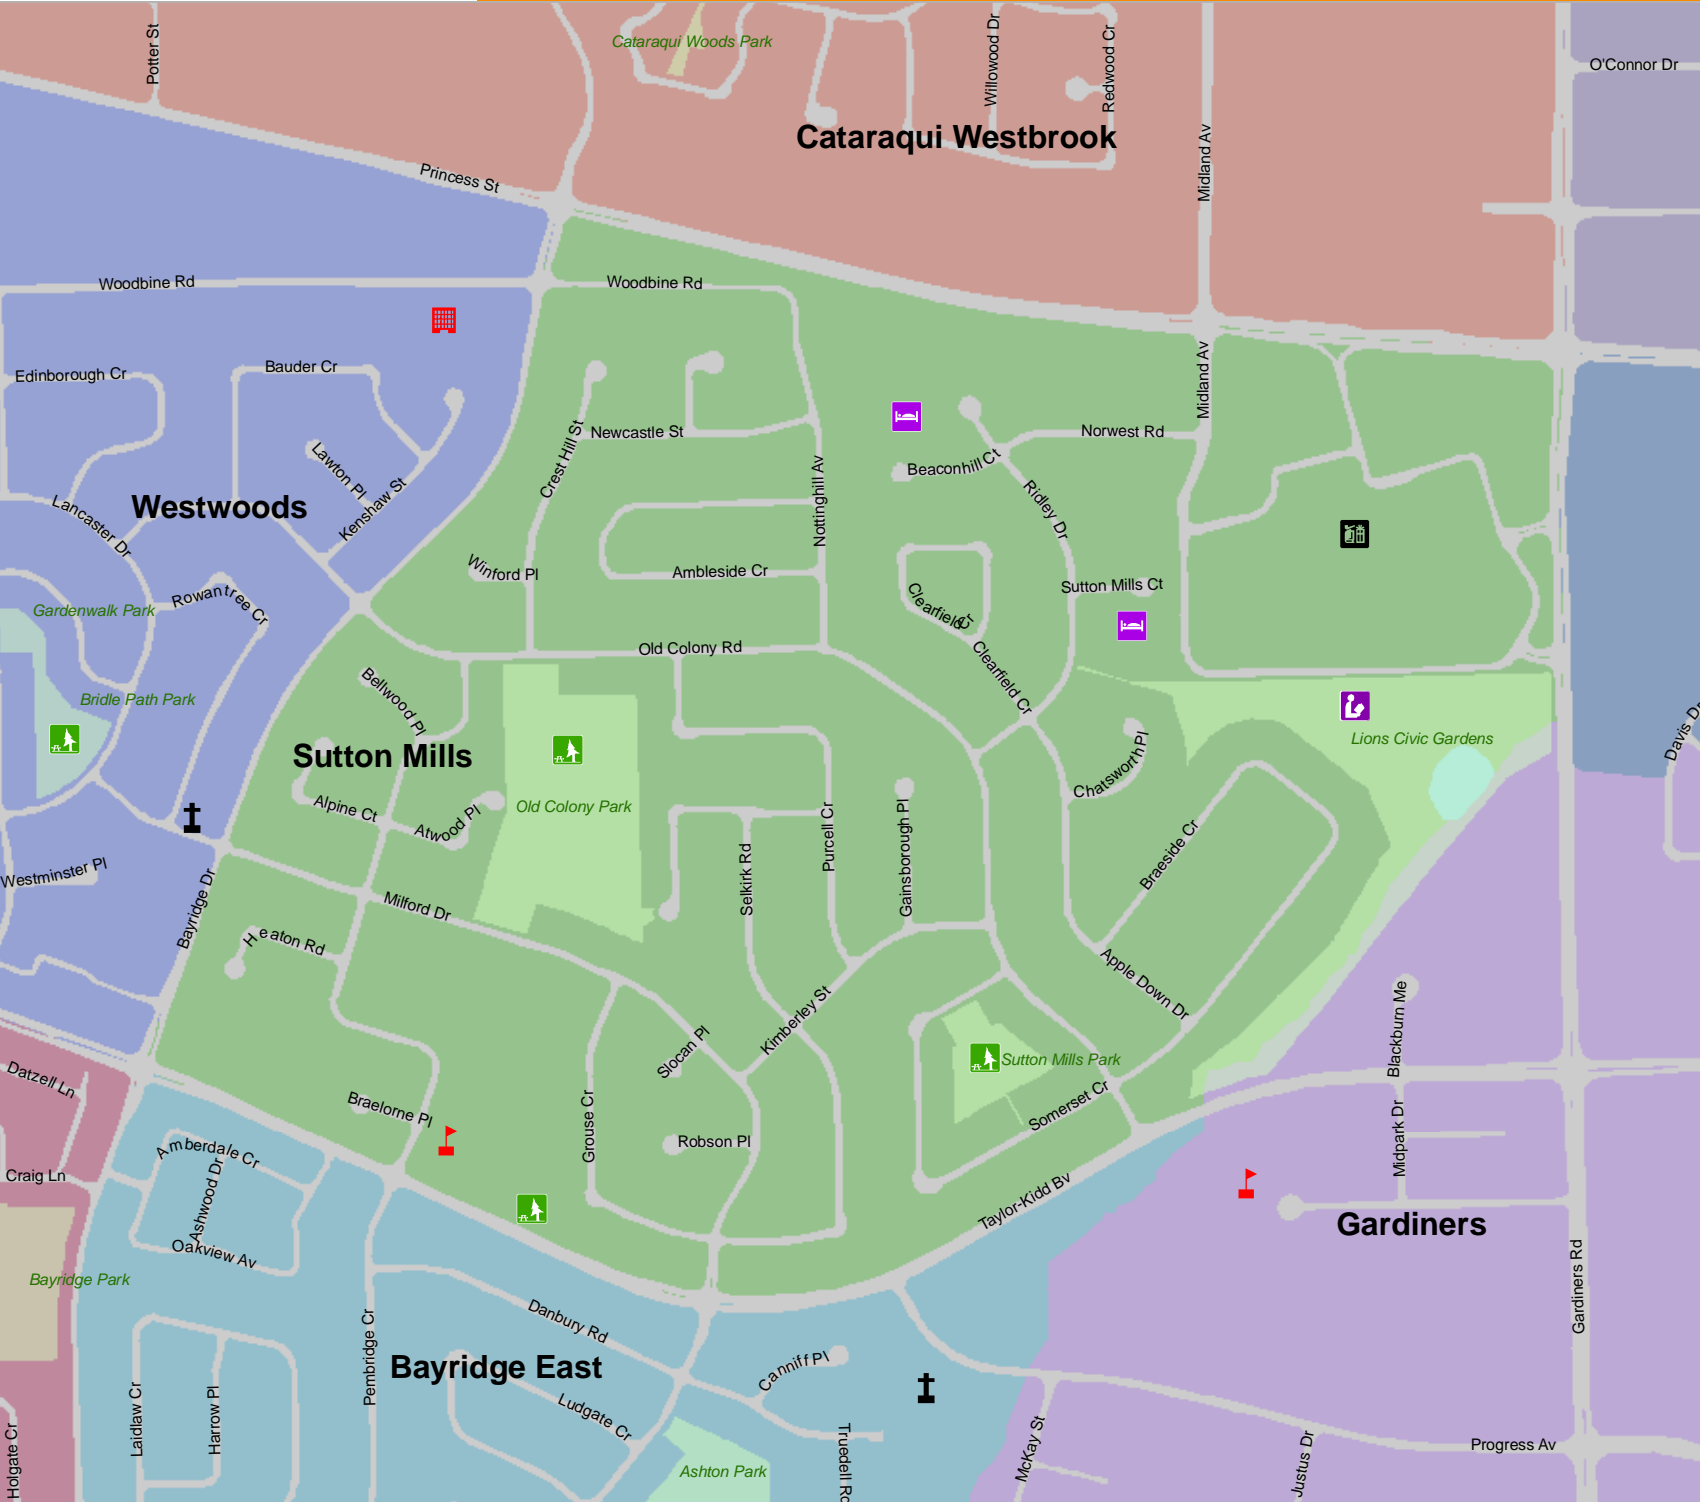 Potter St
Cataraqui Woods Park
Willowood Dr
Redwood Cr
O'Connor Dr
Cataraqui Westbrook
Midland Av
Princess St
Woodbine Rd
Woodbine Rd
Edinborough Cr
Bauder Cr
Midland Av
Crest Hill St
Newcastle St
Norwest Rd
Lawton Pl
Kenshaw St
Beaconhill Ct
Nottinghill Av
Ridley Dr
Westwoods
Lancaster Dr
Winford Pl
Ambleside Cr
Sutton Mills Ct
Gardenwalk Park
Rowantree Cr
Clearfield Ct
Old Colony Rd
Clearfield Cr
Bridle Path Park
Bellwood Pl
Lions Civic Gardens
Davis Dr
Sutton Mills
Chatsworth Pl
Old Colony Park
Alpine Ct
Atwood Pl
Purcell Cr
Gainsborough Pl
Selkirk Rd
Braeside Cr
Westminster Pl
Bayridge Dr
Milford Dr
Heaton Rd
Apple Down Dr
Kimberley St
Blackburn Me
Slocan Pl
Sutton Mills Park
Datzell Ln
Braelorne Pl
Grouse Cr
Somerset Cr
Midpark Dr
Robson Pl
Amberdale Cr
Craig Ln
Ashwood Dr
Taylor-Kidd Bv
Gardiners
Oakview Av
Bayridge Park
Gardiners Rd
Danbury Rd
Pembridge Cr
Bayridge East
Canniff Pl
Laidlaw Cr
Harrow Pl
Ludgate Cr
Holgate Cr
Ashton Park
Truedell Rd
McKay St
Justus Dr
Progress Av